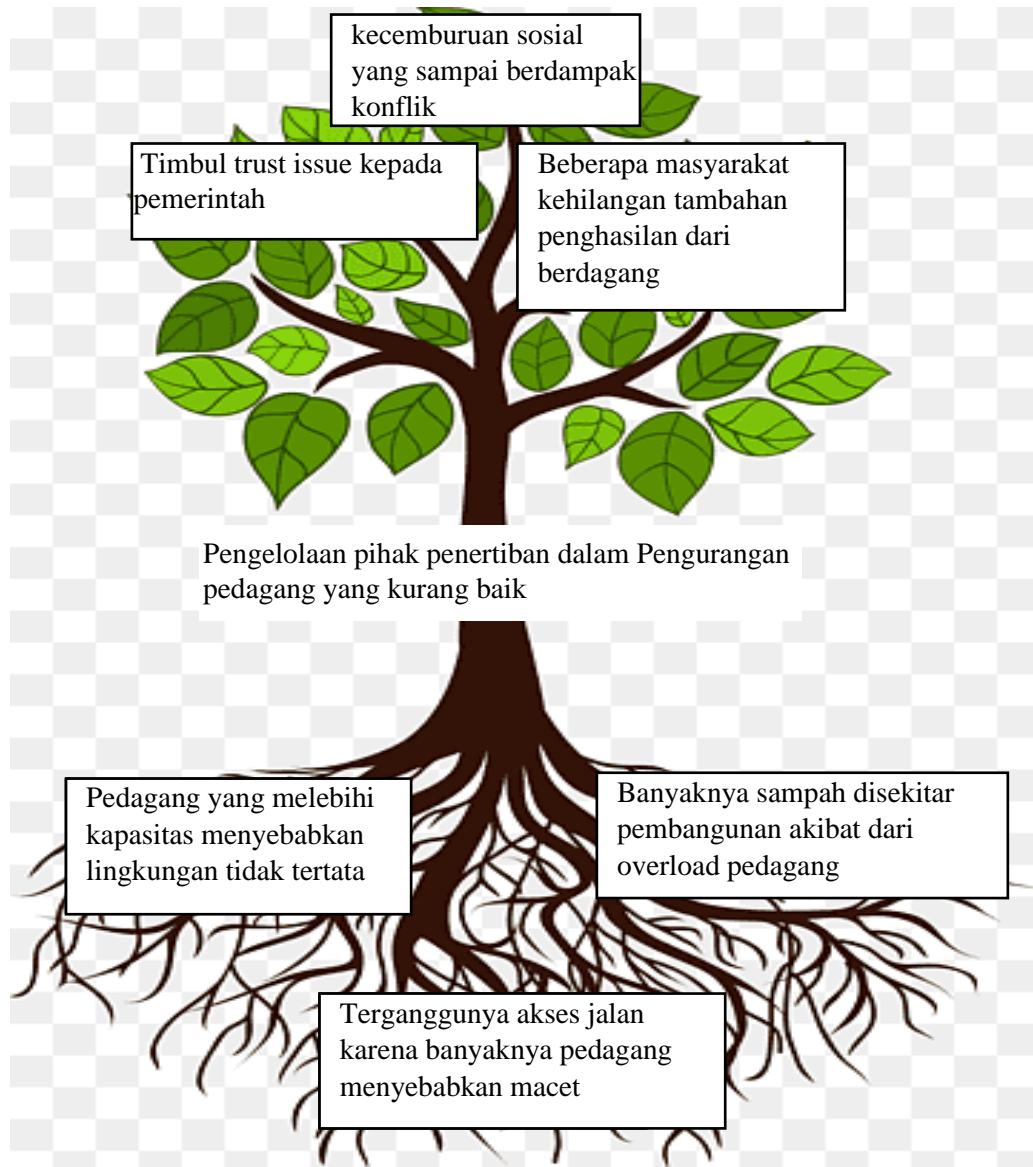 kecemburuan sosial
yang sampai berdampak
konflik
Timbul trust issue kepada
pemerintah
Beberapa masyarakat
kehilangan tambahan
penghasilan dari
berdagang
Pengelolaan pihak penertiban dalam Pengurangan
pedagang yang kurang baik
Pedagang yang melebihi
kapasitas menyebabkan
lingkungan tidak tertata
Banyaknya sampah disekitar
pembangunan akibat dari
overload pedagang
Terganggunya akses jalan
karena banyaknya pedagang
menyebabkan macet